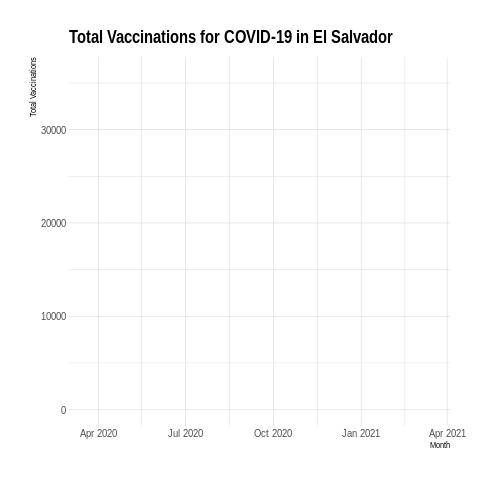 Total Vaccinations for COVID-19 in El Salvador
Total Vaccinations
30000
20000
10000
0
Apr 2020 Jul 2020 Oct 2020 Jan 2021 Apr 2021
Month